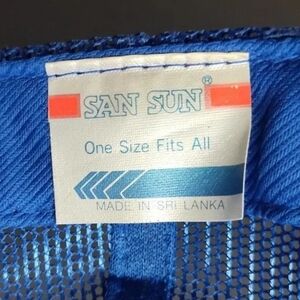 SAN SUN®
One Size Fits All
MADE IN SRI LANKA